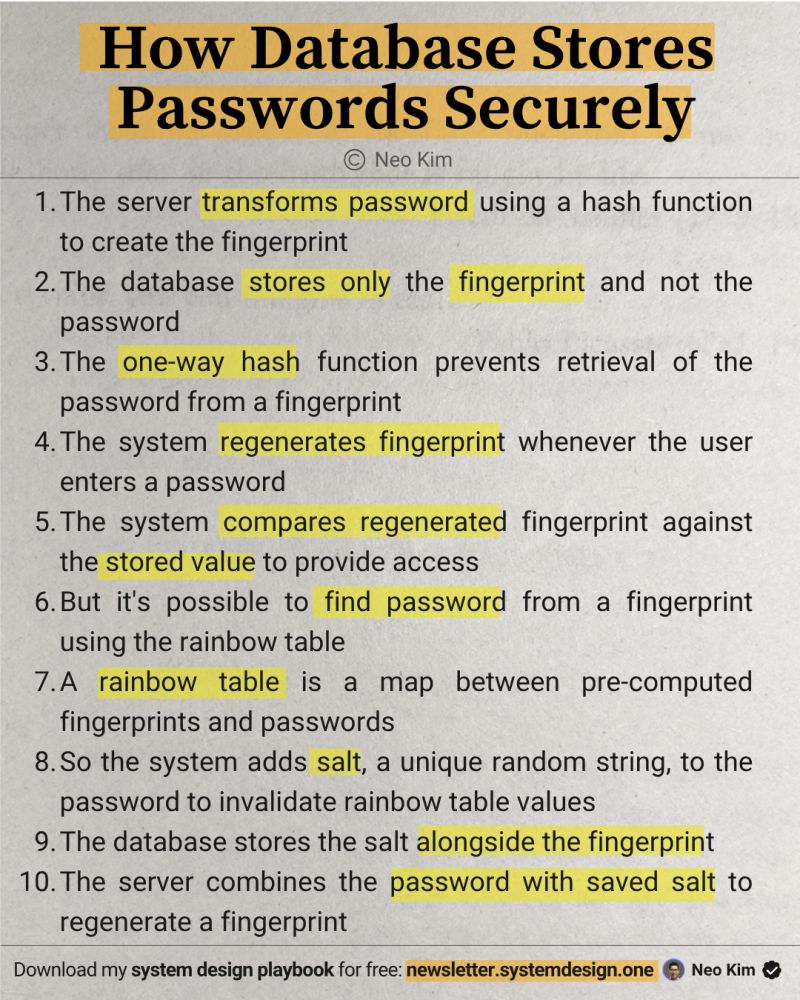 How Database Stores
Passwords Securely
© Neo Kim
1. The server transforms password using a hash function
to create the fingerprint
2. The database stores only the fingerprint and not the
password
3. The one-way hash function prevents retrieval of the
password from a fingerprint
4. The system regenerates fingerprint whenever the user
enters a password
5. The system compares regenerated fingerprint against
the stored value to provide access
6. But it's possible to find password from a fingerprint
using the rainbow table
7. A rainbow table is a map between pre-computed
fingerprints and passwords
8. So the system adds salt, a unique random string, to the
password to invalidate rainbow table values
9. The database stores the salt alongside the fingerprint
10. The server combines the password with saved salt to
regenerate a fingerprint
Download my system design playbook for free: newsletter.systemdesign.one Neo Kim